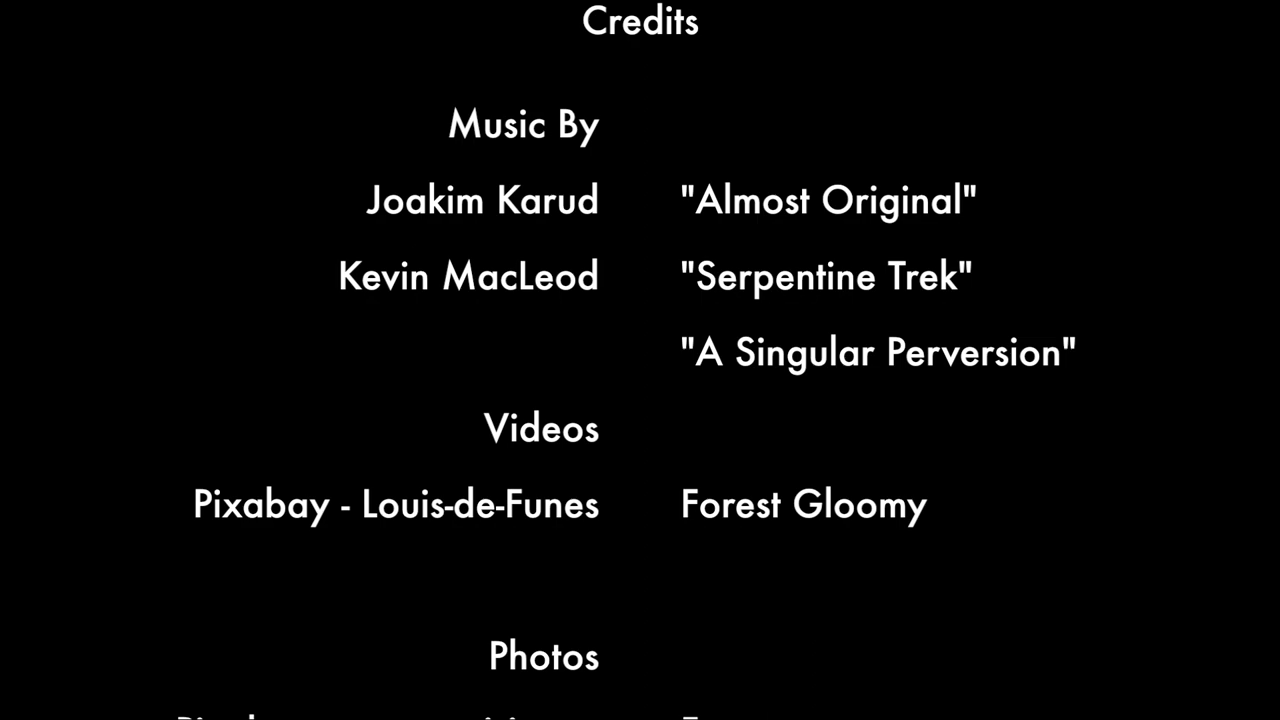 Credits
Music By
Joakim Karud "Almost Original"
Kevin MacLeod "Serpentine Trek"
"A Singular Perversion"
Videos
Pixabay - Louis-de-Funes Forest Gloomy
Photos